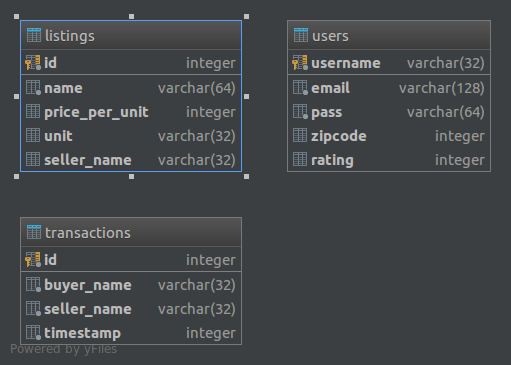 listings
id integer
name varchar(64)
price_per_unit integer
unit varchar(32)
seller_name varchar(32)
users
username varchar(32)
email varchar(128)
pass varchar(64)
zipcode integer
rating integer
transactions
id integer
buyer_name varchar(32)
seller_name varchar(32)
timestamp integer
Powered by yFiles